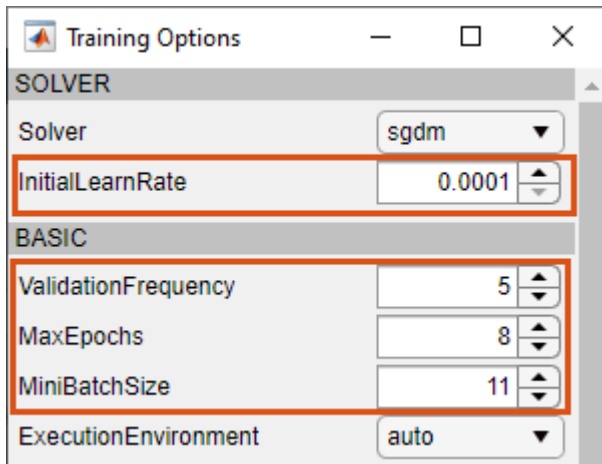 Training Options
SOLVER
Solver sgdm
InitialLearnRate 0.0001
BASIC
ValidationFrequency 5
MaxEpochs 8
MiniBatchSize 11
ExecutionEnvironment auto